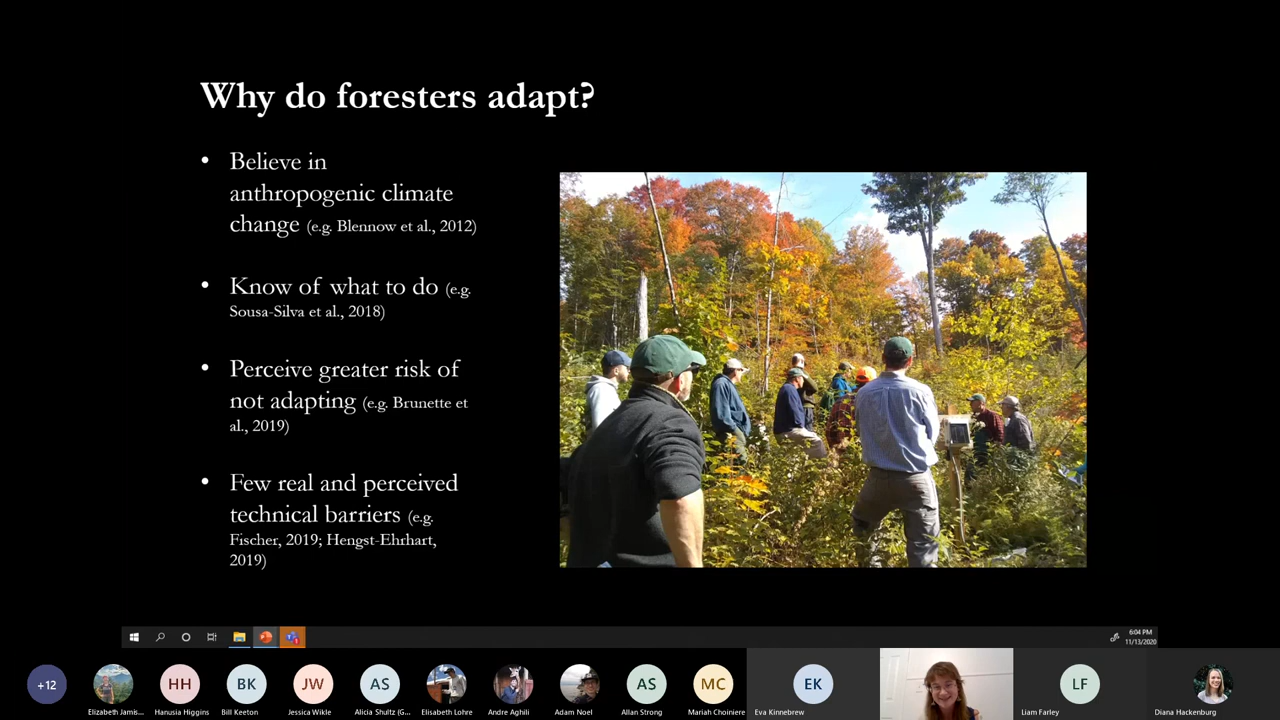 Why do foresters adapt?
• Believe in
anthropogenic climate
change (e.g. Blennow et al., 2012)
• Know of what to do (e.g.
Sousa-Silva et al., 2018)
• Perceive greater risk of
not adapting (e.g. Brunette et
al., 2019)
• Few real and perceived
technical barriers (e.g.
Fischer, 2019; Hengst-Ehrhart,
2019)
6:04 PM
11/13/2020
+12
HH
BK
JW
AS
AS
MC
EK
LF
Elizabeth Jamis...
Hanusia Higgins
Bill Keeton
Jessica Wikle
Alicia Shultz (G...
Elisabeth Lohre
Andre Aghili
Adam Noel
Allan Strong
Mariah Choiniere
Eva Kinnebrew
Liam Farley
Diana Hackenburg